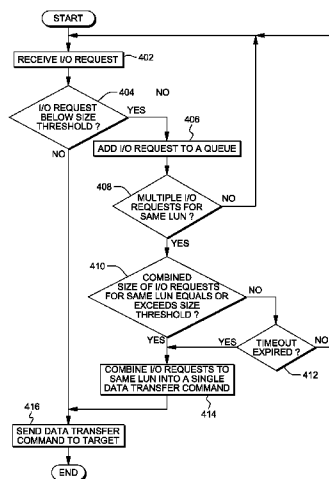 START
RECEIVE I/O REQUEST
402
404
NO
I/O REQUEST
BELOW SIZE
THRESHOLD ?
YES
406
NO
ADD I/O REQUEST TO A QUEUE
408
MULTIPLE I/O
REQUESTS FOR
SAME LUN ?
NO
YES
410
COMBINED
SIZE OF I/O REQUESTS
FOR SAME LUN EQUALS OR
EXCEEDS SIZE
THRESHOLD ?
NO
YES
YES
TIMEOUT
EXPIRED ?
NO
412
COMBINE I/O REQUESTS TO
SAME LUN INTO A SINGLE
DATA TRANSFER COMMAND
414
416
SEND DATA TRANSFER
COMMAND TO TARGET
END